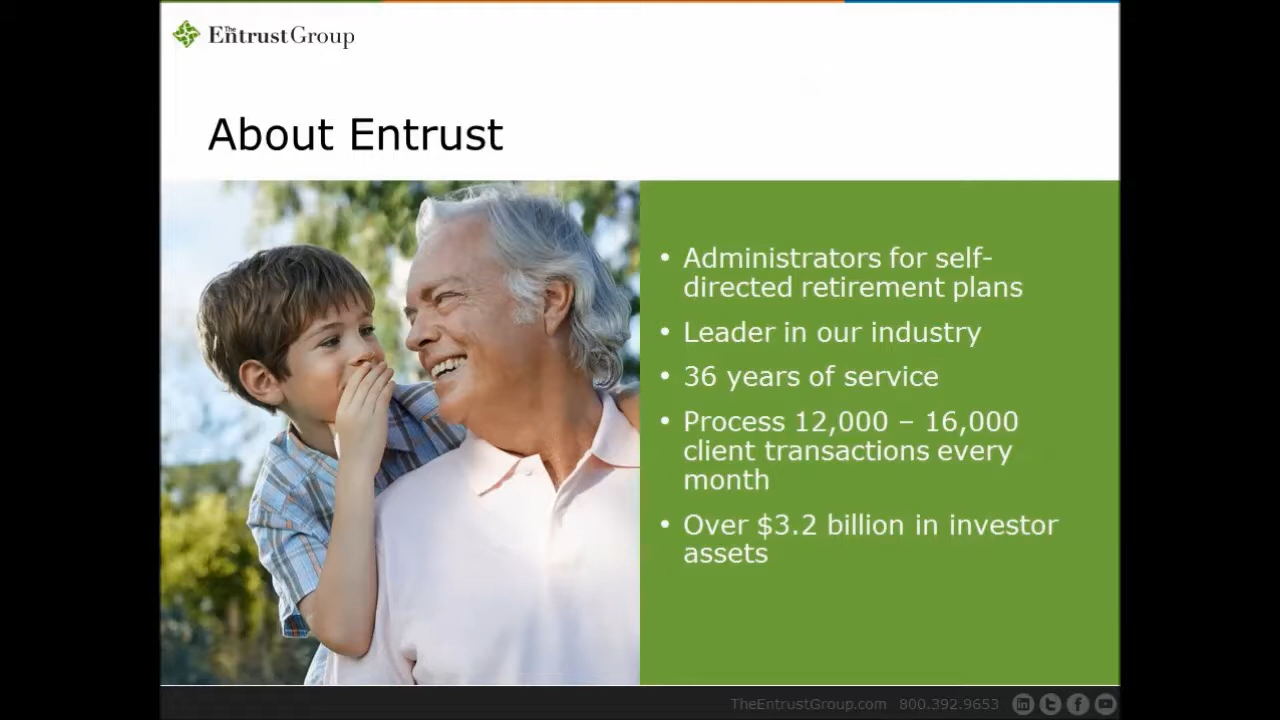 The EntrustGroup
About Entrust
• Administrators for self-
directed retirement plans
• Leader in our industry
• 36 years of service
• Process 12,000 – 16,000
client transactions every
month
• Over $3.2 billion in investor
assets
TheEntrustGroup.com 800.392.9653